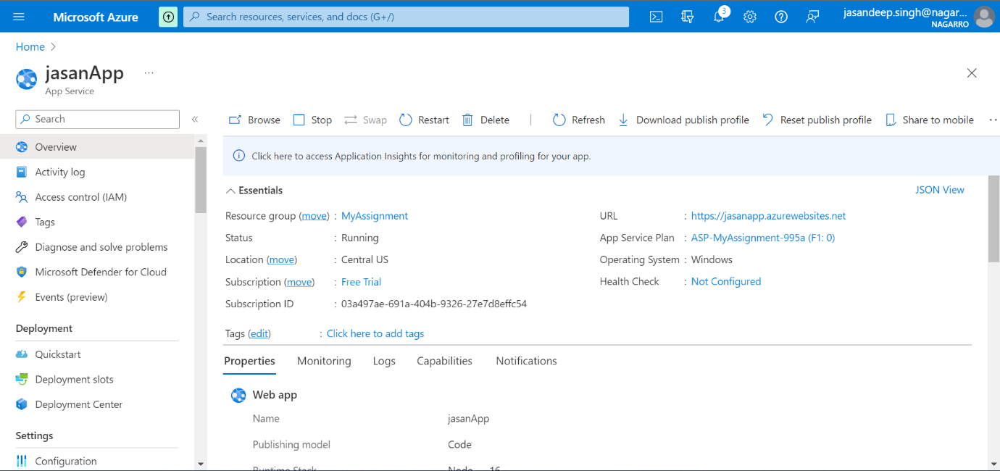 Microsoft Azure
Search resources, services, and docs (G+/)
3
jasandeep.singh@nagar...
NAGARRO
Home
jasanApp ...
App Service
Search
Overview
Activity log
Access control (IAM)
Tags
Diagnose and solve problems
Microsoft Defender for Cloud
Events (preview)
Deployment
Quickstart
Deployment slots
Deployment Center
Settings
Configuration
Browse Stop Swap Restart Delete Refresh Download publish profile Reset publish profile Share to mobile
Click here to access Application Insights for monitoring and profiling for your app.
Essentials JSON View
Resource group (move) : MyAssignment
Status : Running
Location (move) : Central US
Subscription (move) : Free Trial
Subscription ID : 03a497ae-691a-404b-9326-27e7d8effc54
URL : https://jasanapp.azurewebsites.net
App Service Plan : ASP-MyAssignment-995a (F1: 0)
Operating System : Windows
Health Check : Not Configured
Tags (edit) : Click here to add tags
Properties Monitoring Logs Capabilities Notifications
Web app
Name jasanApp
Publishing model Code
Runtime Stack Node 16